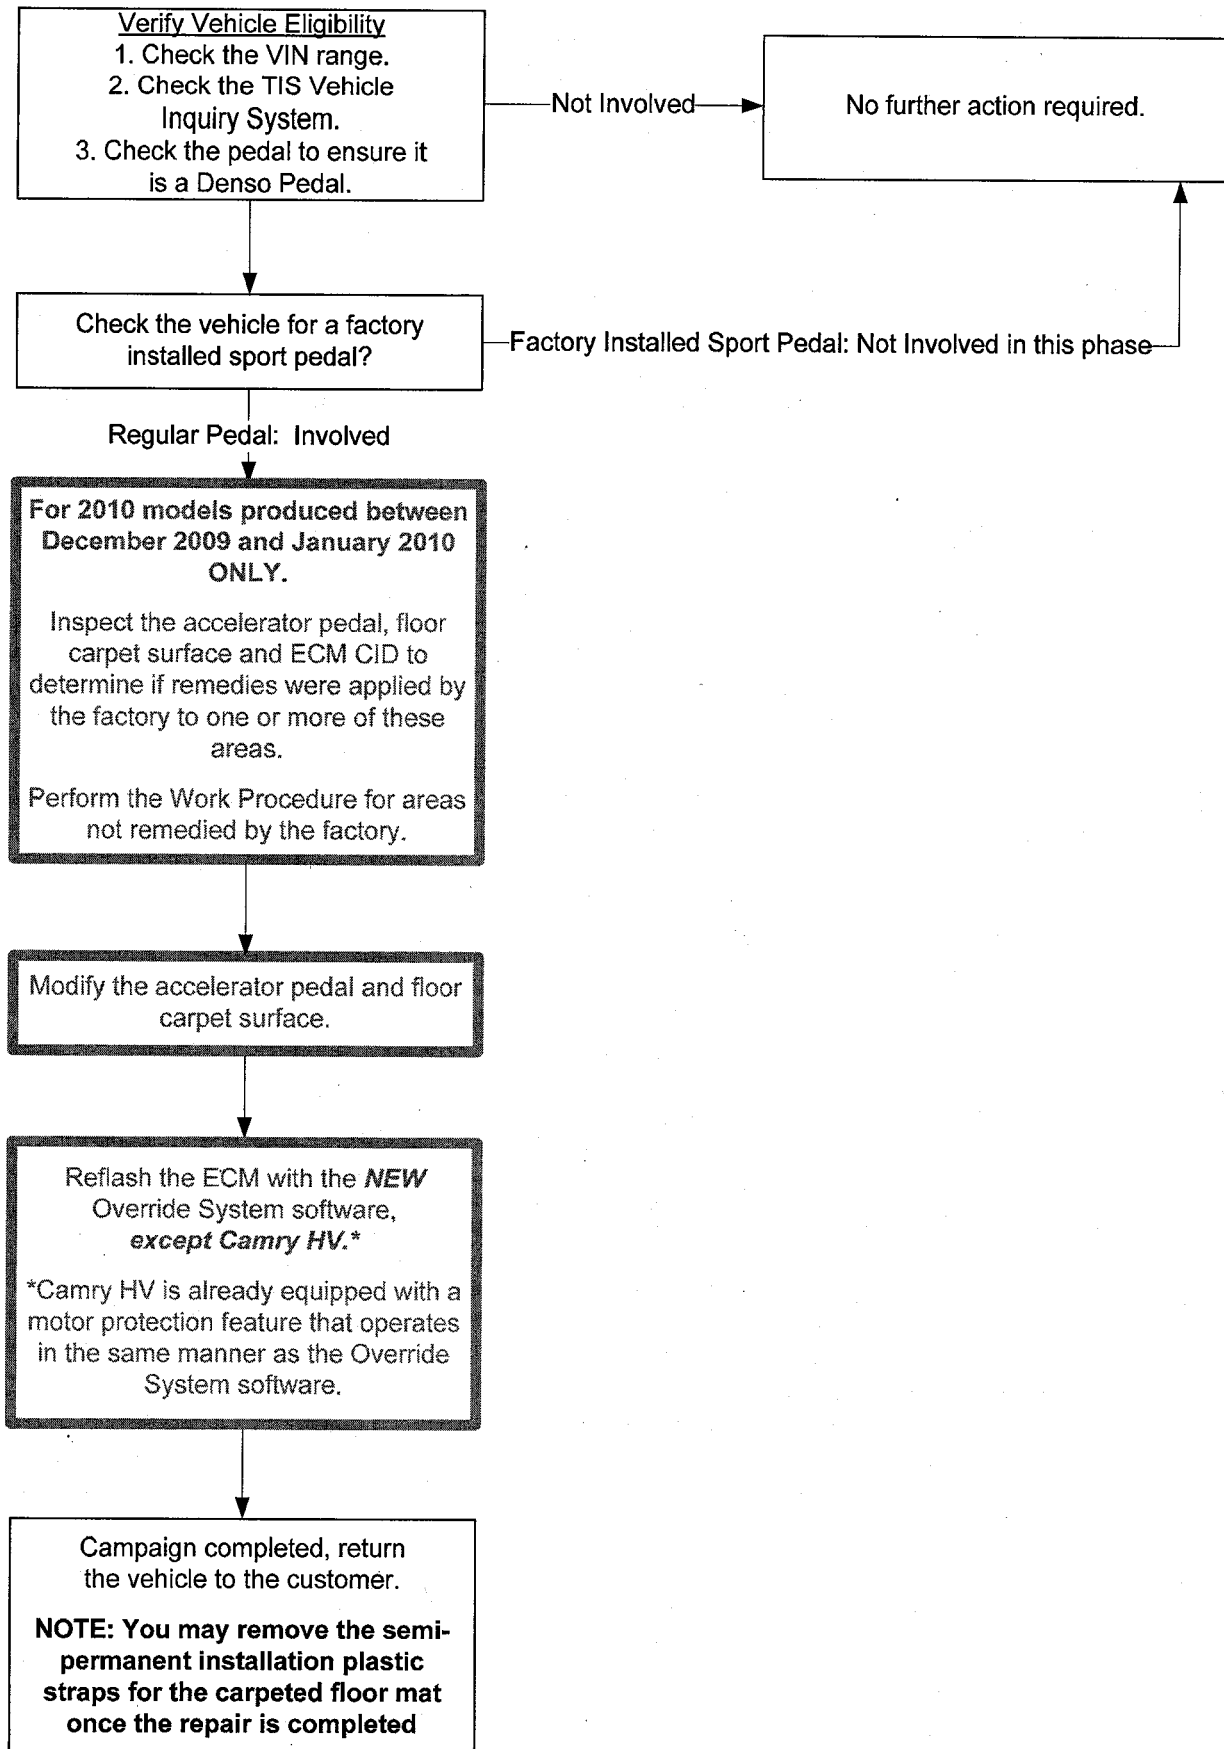 Verify Vehicle Eligibility
1. Check the VIN range.
2. Check the TIS Vehicle
Inquiry System.
3. Check the pedal to ensure it
is a Denso Pedal.
Not Involved
No further action required.
Check the vehicle for a factory
installed sport pedal?
Factory Installed Sport Pedal: Not Involved in this phase
Regular Pedal: Involved
For 2010 models produced between
December 2009 and January 2010
ONLY.
Inspect the accelerator pedal, floor
carpet surface and ECM CID to
determine if remedies were applied by
the factory to one or more of these
areas.
Perform the Work Procedure for areas
not remedied by the factory.
Modify the accelerator pedal and floor
carpet surface.
Reflash the ECM with the NEW
Override System software,
except Camry HV.*
*Camry HV is already equipped with a
motor protection feature that operates
in the same manner as the Override
System software.
Campaign completed, return
the vehicle to the customer.
NOTE: You may remove the semi-
permanent installation plastic
straps for the carpeted floor mat
once the repair is completed